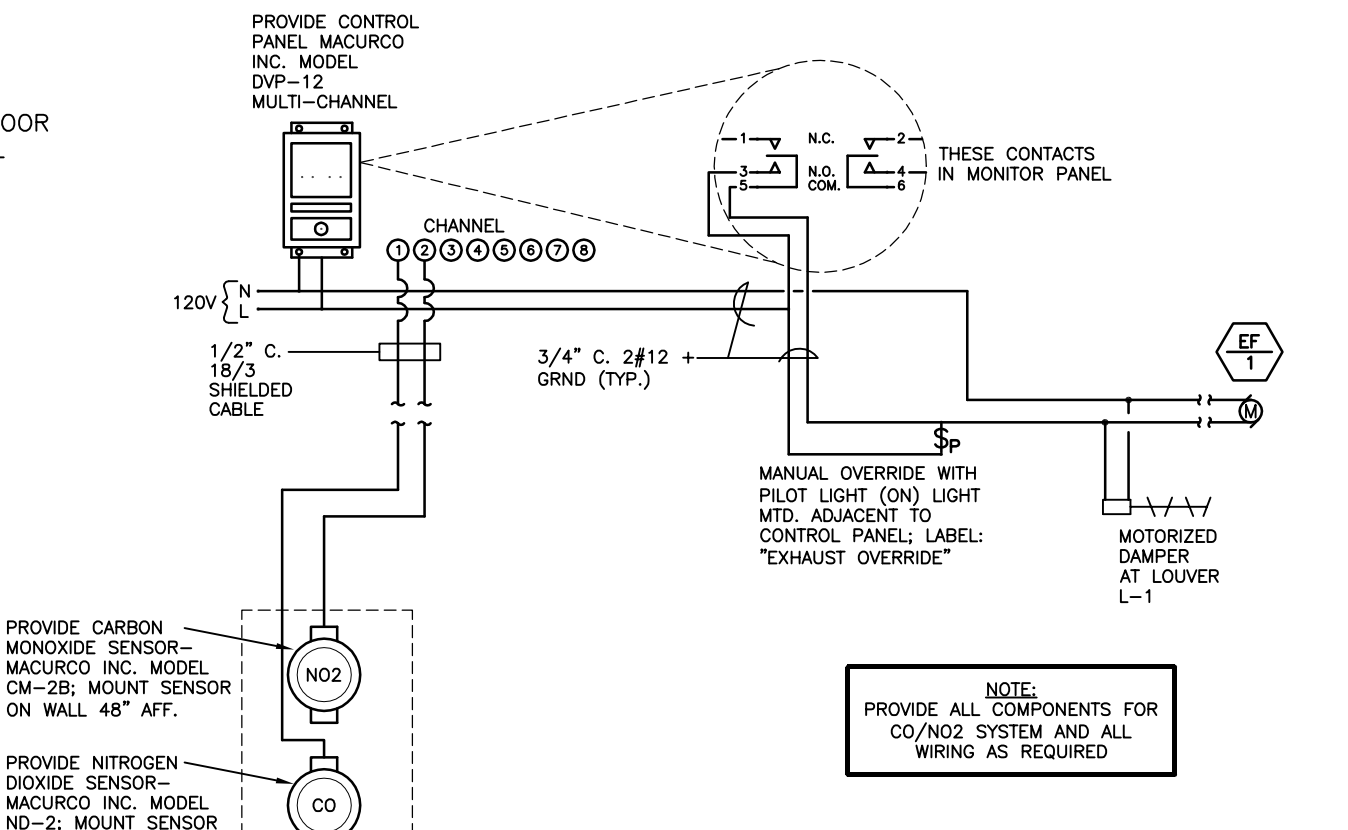 PROVIDE CONTROL
PANEL MACURCO
INC. MODEL
DVP-12
MULTI-CHANNEL
OOR
1
N.C.
2
3
N.O.
4
5
COM.
6
THESE CONTACTS
IN MONITOR PANEL
CHANNEL
1 2 3 4 5 6 7 8
120V
N
L
1/2" C.
18/3
SHIELDED
CABLE
3/4" C. 2#12 +
GRND (TYP.)
EF
1
M
$P
MANUAL OVERRIDE WITH
PILOT LIGHT (ON) LIGHT
MTD. ADJACENT TO
CONTROL PANEL; LABEL:
"EXHAUST OVERRIDE"
MOTORIZED
DAMPER
AT LOUVER
L-1
PROVIDE CARBON
MONOXIDE SENSOR-
MACURCO INC. MODEL
CM-2B; MOUNT SENSOR
ON WALL 48" AFF.
NO2
PROVIDE NITROGEN
DIOXIDE SENSOR-
MACURCO INC. MODEL
ND-2; MOUNT SENSOR
CO
NOTE:
PROVIDE ALL COMPONENTS FOR
CO/NO2 SYSTEM AND ALL
WIRING AS REQUIRED